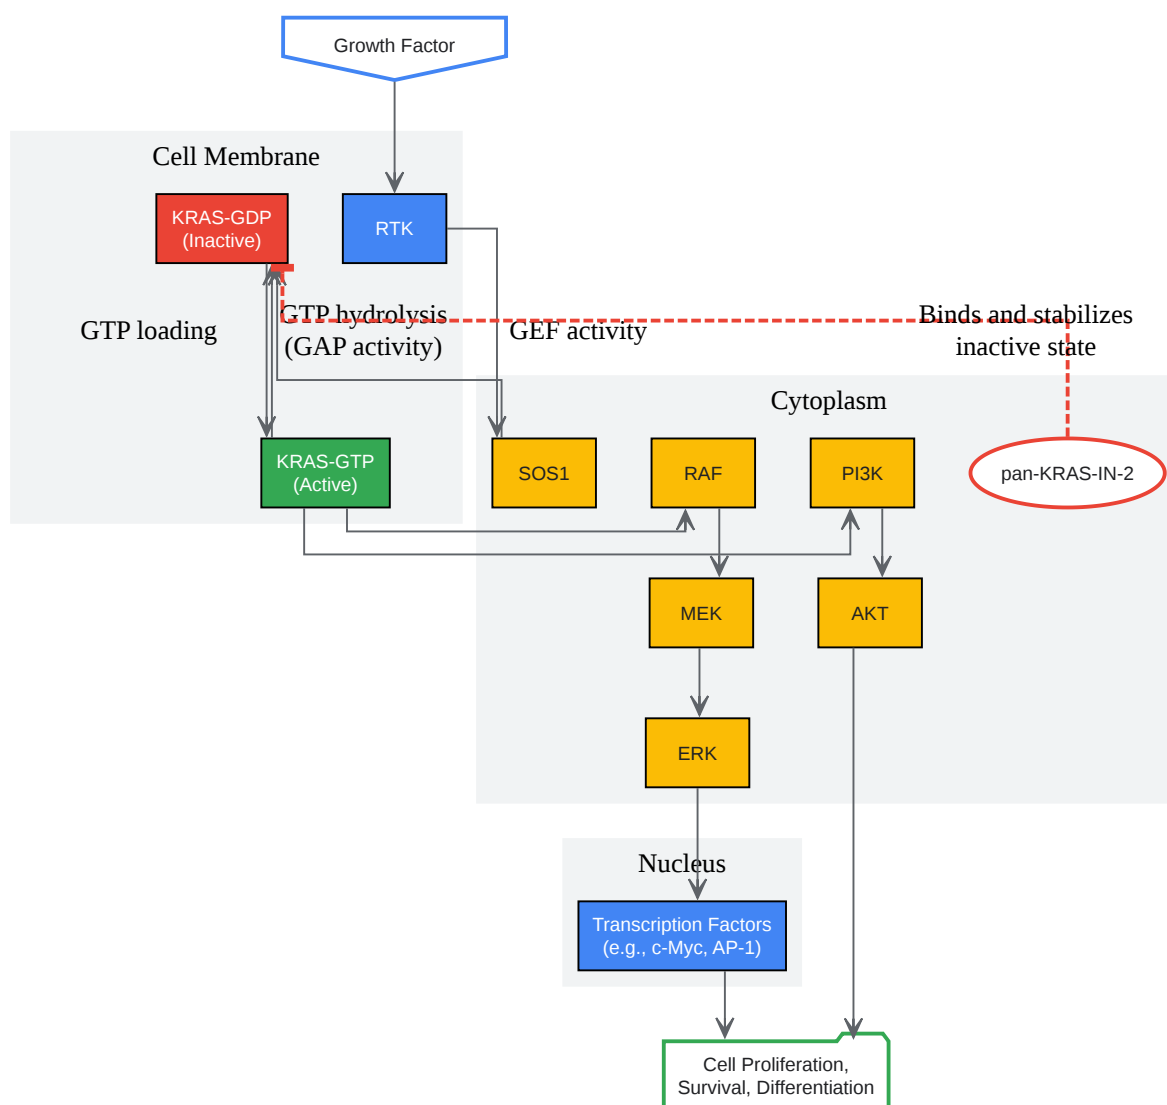 Growth Factor
Cell Membrane
KRAS-GDP
(Inactive)
RTK
GTP loading
GTP hydrolysis
(GAP activity)
GEF activity
Binds and stabilizes
inactive state
Cytoplasm
KRAS-GTP
(Active)
SOS1
RAF
PI3K
pan-KRAS-IN-2
MEK
AKT
ERK
Nucleus
Transcription Factors
(e.g., c-Myc, AP-1)
Cell Proliferation,
Survival, Differentiation